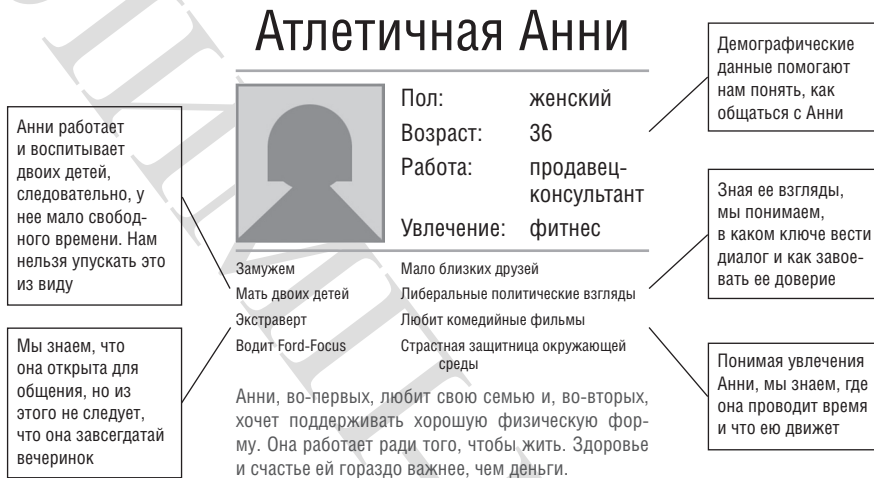 Атлетичная Анни
Пол: женский
Возраст: 36
Работа: продавец-
консультант
Увлечение: фитнес
Демографические
данные помогают
нам понять, как
общаться с Анни
Анни работает
и воспитывает
двоих детей,
следовательно, у
нее мало свобод-
ного времени. Нам
нельзя упускать это
из виду
Зная ее взгляды,
мы понимаем,
в каком ключе вести
диалог и как завое-
вать ее доверие
Замужем
Мать двоих детей
Экстраверт
Водит Ford-Focus
Мало близких друзей
Либеральные политические взгляды
Любит комедийные фильмы
Страстная защитница окружающей
среды
Мы знаем, что
она открыта для
общения, но из
этого не следует,
что она завсегдатай
вечеринок
Понимая увлечения
Анни, мы знаем, где
она проводит время
и что ею движет
Анни, во-первых, любит свою семью и, во-вторых,
хочет поддерживать хорошую физическую фор-
му. Она работает ради того, чтобы жить. Здоровье
и счастье ей гораздо важнее, чем деньги.